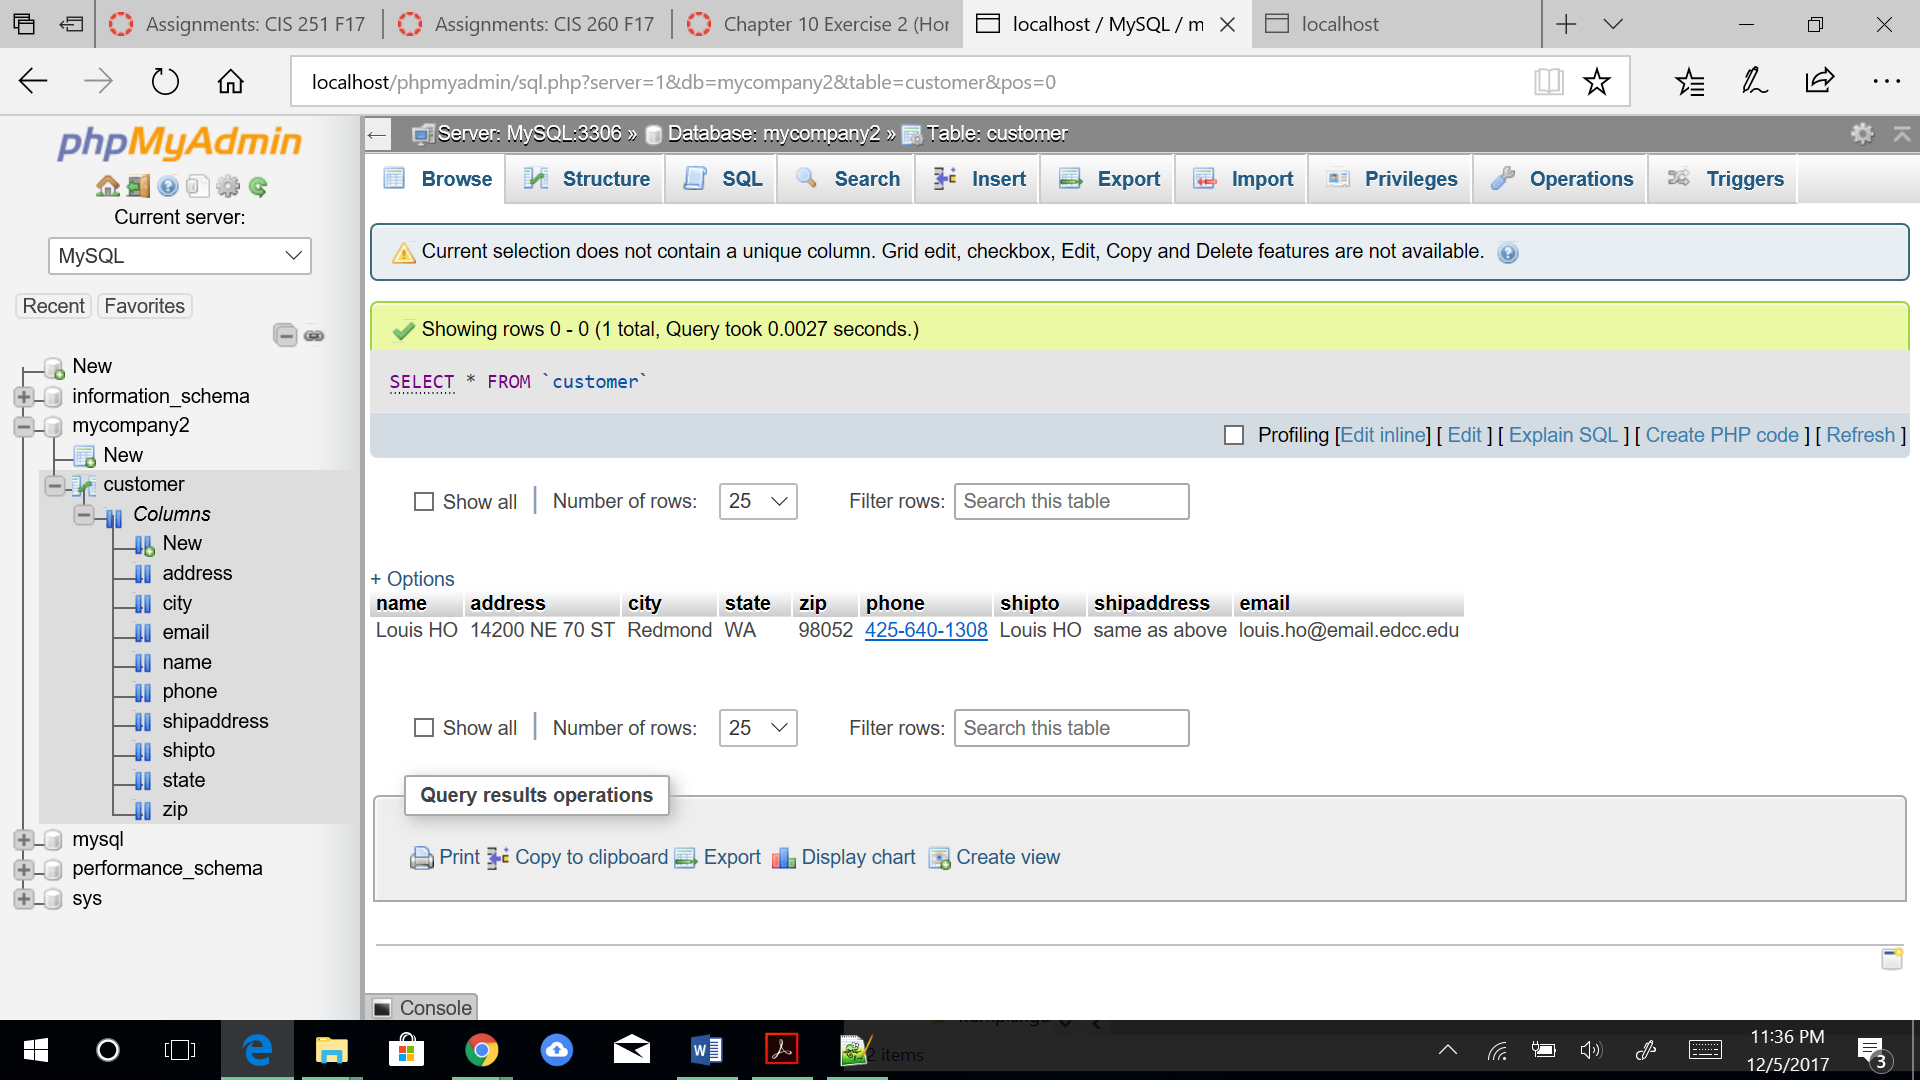 Assignments: CIS 251 F17
Assignments: CIS 260 F17
Chapter 10 Exercise 2 (Hor
localhost / MySQL / m
localhost
localhost/phpmyadmin/sql.php?server=1&db=mycompany2&table=customer&pos=0
phpMyAdmin
Current server:
MySQL
Recent Favorites
New
information_schema
mycompany2
New
customer
Columns
New
address
city
email
name
phone
shipaddress
shipto
state
zip
mysql
performance_schema
sys
Server: MySQL:3306 » Database: mycompany2 » Table: customer
Browse Structure SQL Search Insert Export Import Privileges Operations Triggers
Current selection does not contain a unique column. Grid edit, checkbox, Edit, Copy and Delete features are not available.
Showing rows 0 - 0 (1 total, Query took 0.0027 seconds.)
SELECT * FROM `customer`
Profiling [Edit inline] [ Edit ] [ Explain SQL ] [ Create PHP code ] [ Refresh ]
Show all | Number of rows: 25 Filter rows: Search this table
+ Options
name address city state zip phone shipto shipaddress email
Louis HO 14200 NE 70 ST Redmond WA 98052 425-640-1308 Louis HO same as above louis.ho@email.edcc.edu
Show all | Number of rows: 25 Filter rows: Search this table
Query results operations
Print Copy to clipboard Export Display chart Create view
Console
2 items
11:36 PM
12/5/2017
3